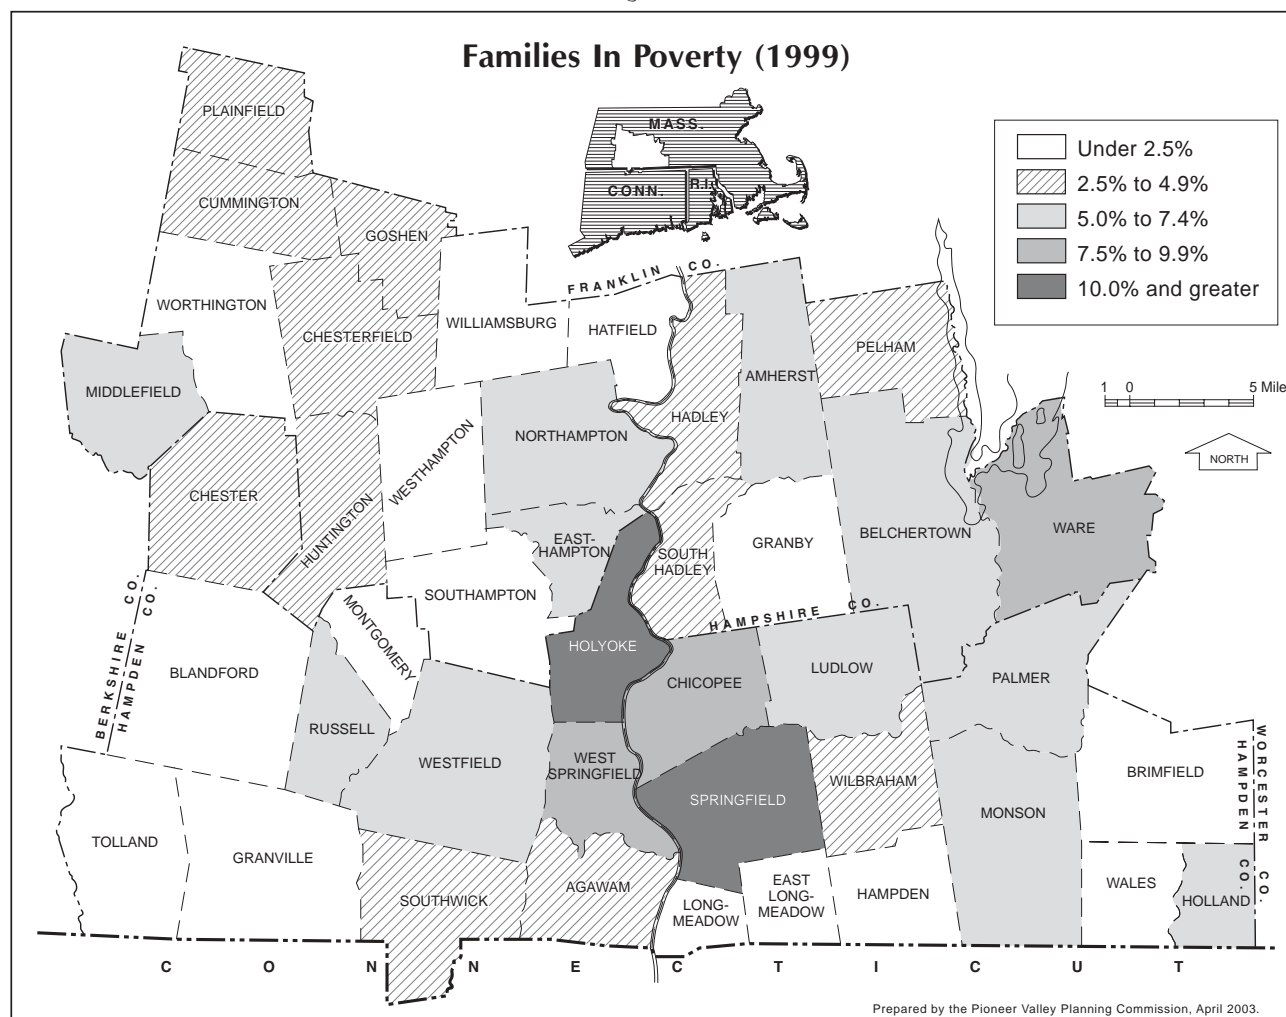 Families In Poverty (1999)
MASS.
CONN.
R.I.
Under 2.5%
2.5% to 4.9%
5.0% to 7.4%
7.5% to 9.9%
10.0% and greater
1 0 5 Mile
NORTH
PLAINFIELD
CUMMINGTON
GOSHEN
FRANKLIN CO.
WORTHINGTON
CHESTERFIELD
WILLIAMSBURG
HATFIELD
PELHAM
MIDDLEFIELD
AMHERST
HADLEY
NORTHAMPTON
WESTHAMPTON
CHESTER
HUNTINGTON
EAST-
HAMPTON
SOUTH
HADLEY
GRANBY
BELCHERTOWN
WARE
SOUTHAMPTON
MONTGOMERY
HAMPSHIRE CO.
BERKSHIRE CO.
HAMPDEN CO.
BLANDFORD
HOLYOKE
CHICOPEE
LUDLOW
PALMER
RUSSELL
WESTFIELD
WEST
SPRINGFIELD
SPRINGFIELD
WILBRAHAM
MONSON
BRIMFIELD
HAMPDEN CO.
WORCESTER CO.
TOLLAND
GRANVILLE
SOUTHWICK
AGAWAM
LONG-
MEADOW
EAST
LONG-
MEADOW
HAMPDEN
WALES
HOLLAND
CONNECTICUT
Prepared by the Pioneer Valley Planning Commission, April 2003.